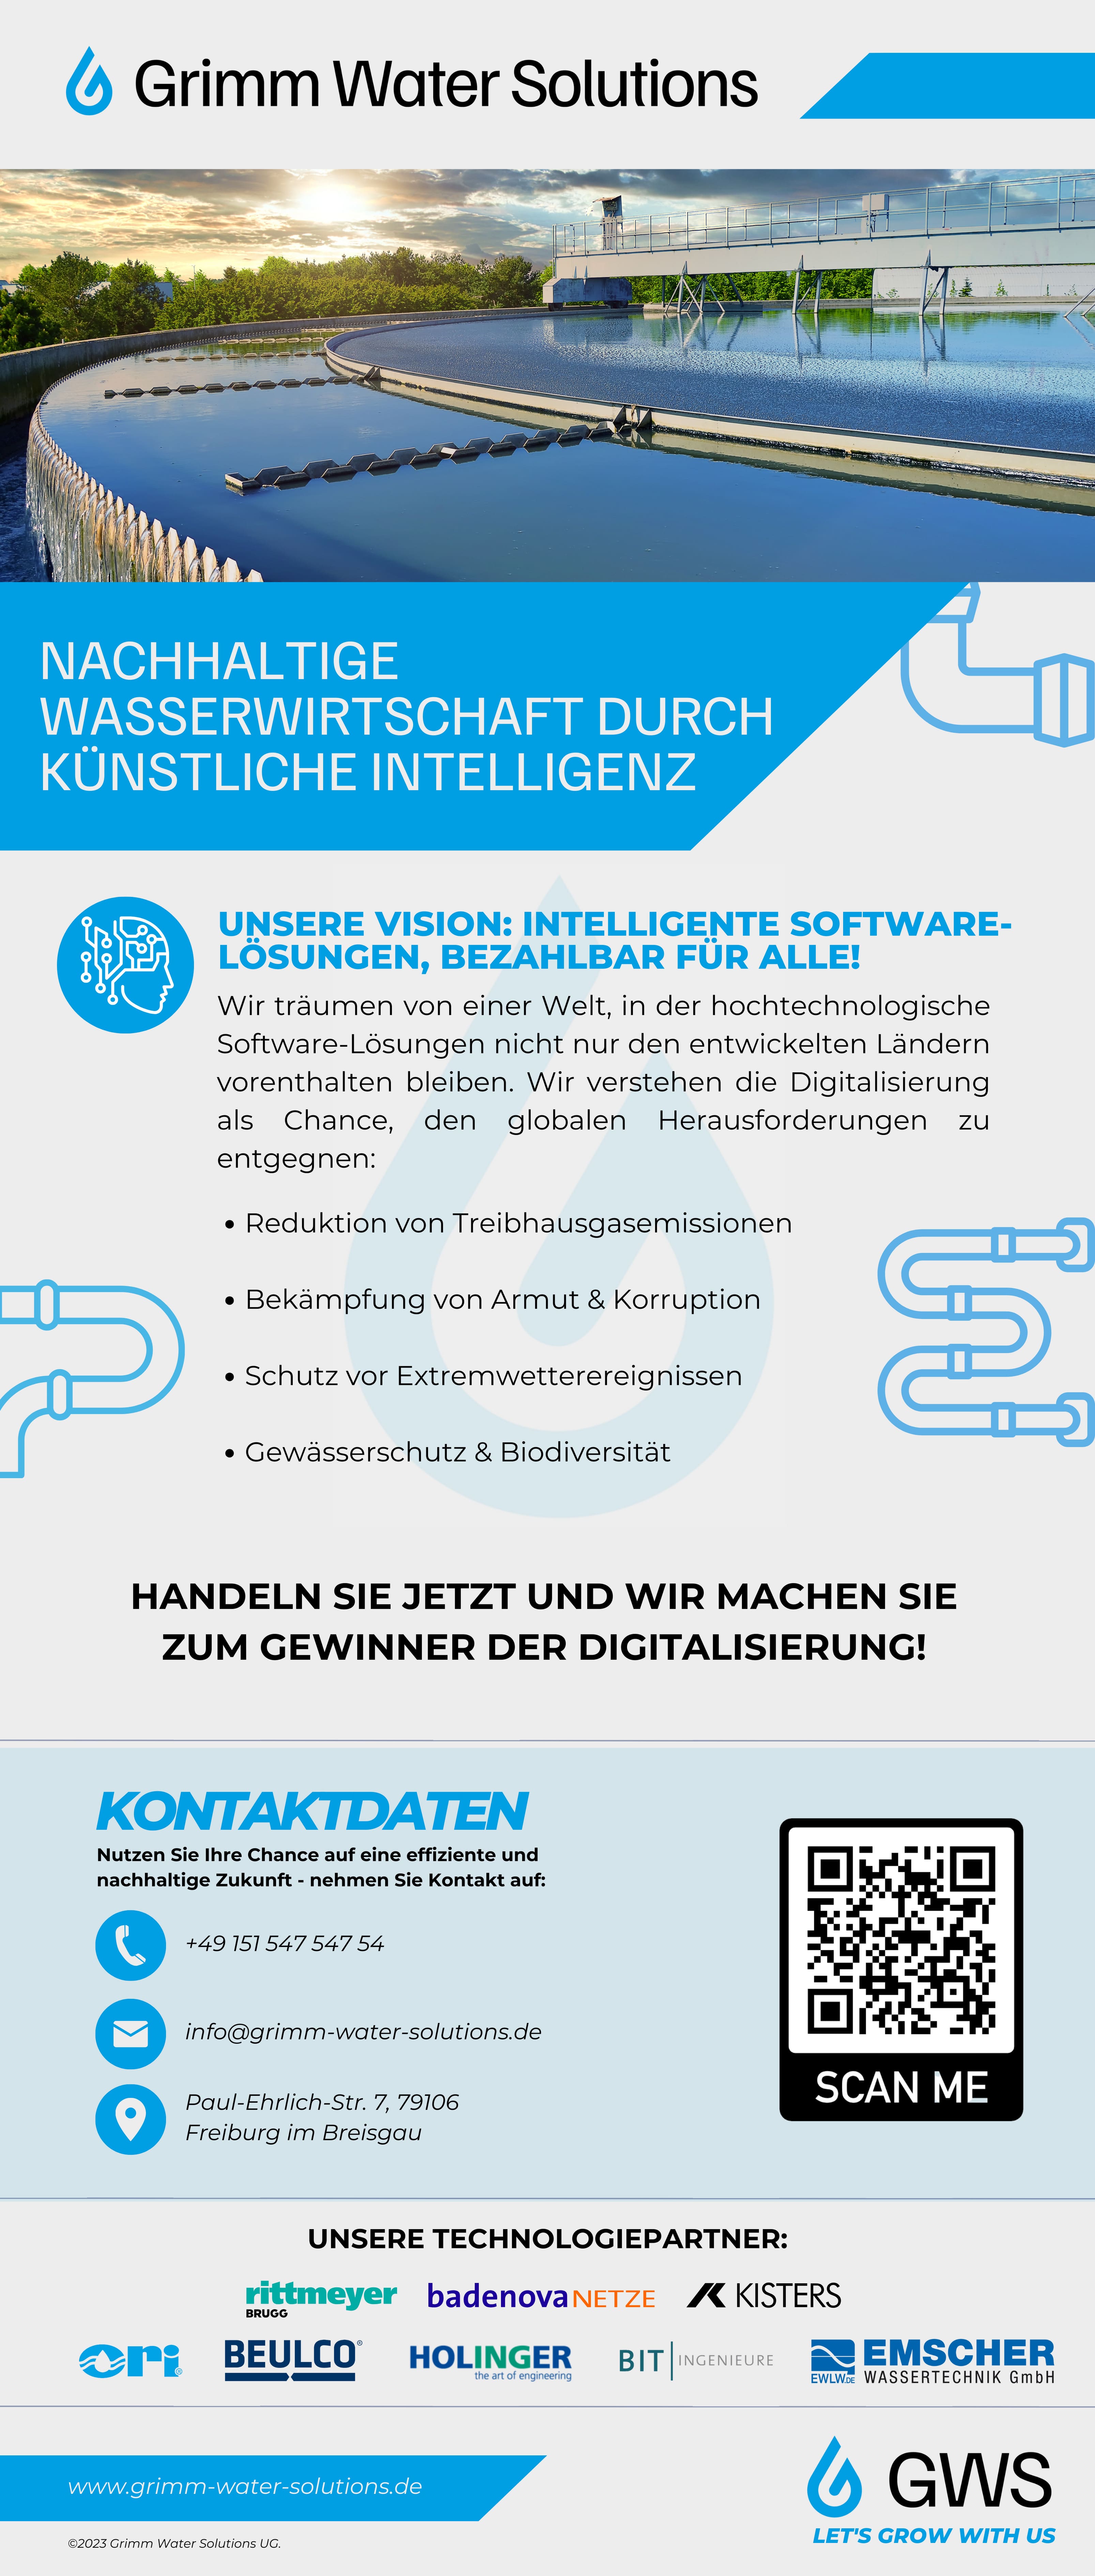 Grimm Water Solutions
NACHHALTIGE
WASSERWIRTSCHAFT DURCH
KÜNSTLICHE INTELLIGENZ
UNSERE VISION: INTELLIGENTE SOFTWARE-
LÖSUNGEN, BEZAHLBAR FÜR ALLE!
Wir träumen von einer Welt, in der hochtechnologische
Software-Lösungen nicht nur den entwickelten Ländern
vorenthalten bleiben. Wir verstehen die Digitalisierung
als Chance, den globalen Herausforderungen zu
entgegnen:
• Reduktion von Treibhausgasemissionen
• Bekämpfung von Armut & Korruption
• Schutz vor Extremwetterereignissen
• Gewässerschutz & Biodiversität
HANDELN SIE JETZT UND WIR MACHEN SIE
ZUM GEWINNER DER DIGITALISIERUNG!
KONTAKTDATEN
Nutzen Sie Ihre Chance auf eine effiziente und
nachhaltige Zukunft - nehmen Sie Kontakt auf:
+49 151 547 547 54
info@grimm-water-solutions.de
Paul-Ehrlich-Str. 7, 79106
Freiburg im Breisgau
SCAN ME
UNSERE TECHNOLOGIEPARTNER:
rittmeyer
BRUGG
badenovaNETZE
KISTERS
ori®
BEULCO®
HOLINGER
the art of engineering
BIT INGENIEURE
EWLW.DE
EMSCHER
WASSERTECHNIK GmbH
www.grimm-water-solutions.de
©2023 Grimm Water Solutions UG.
GWS
LET'S GROW WITH US